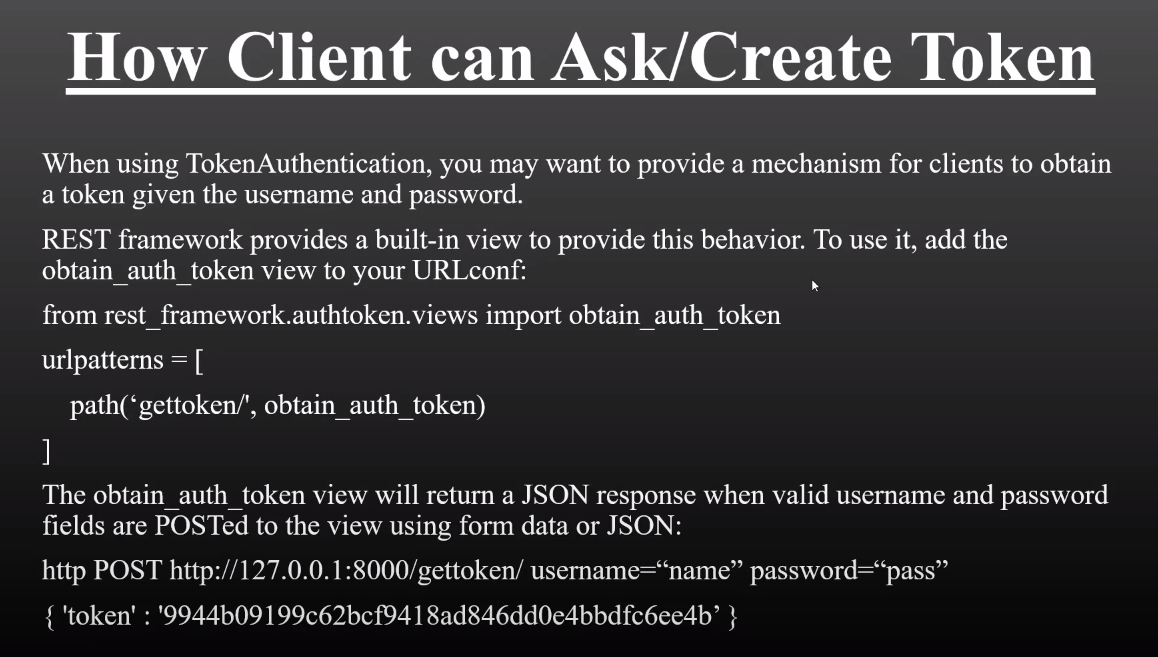 How Client can Ask/Create Token
When using TokenAuthentication, you may want to provide a mechanism for clients to obtain
a token given the username and password.
REST framework provides a built-in view to provide this behavior. To use it, add the
obtain_auth_token view to your URLconf:
from rest_framework.authtoken.views import obtain_auth_token
urlpatterns = [
path(‘gettoken/', obtain_auth_token)
]
The obtain_auth_token view will return a JSON response when valid username and password
fields are POSTed to the view using form data or JSON:
http POST http://127.0.0.1:8000/gettoken/ username=“name” password=“pass”
{ 'token' : '9944b09199c62bcf9418ad846dd0e4bbdfc6ee4b’ }